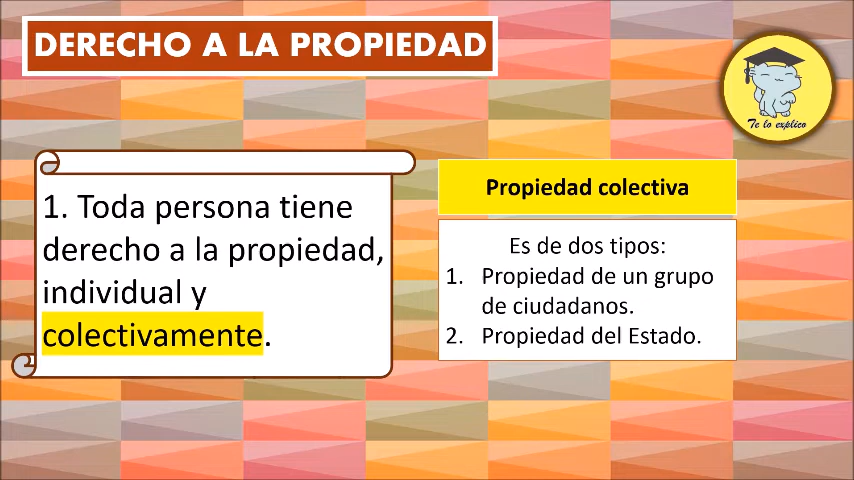 DERECHO A LA PROPIEDAD
Te lo explico
1. Toda persona tiene
derecho a la propiedad,
individual y
colectivamente.
Propiedad colectiva
Es de dos tipos:
1. Propiedad de un grupo
de ciudadanos.
2. Propiedad del Estado.